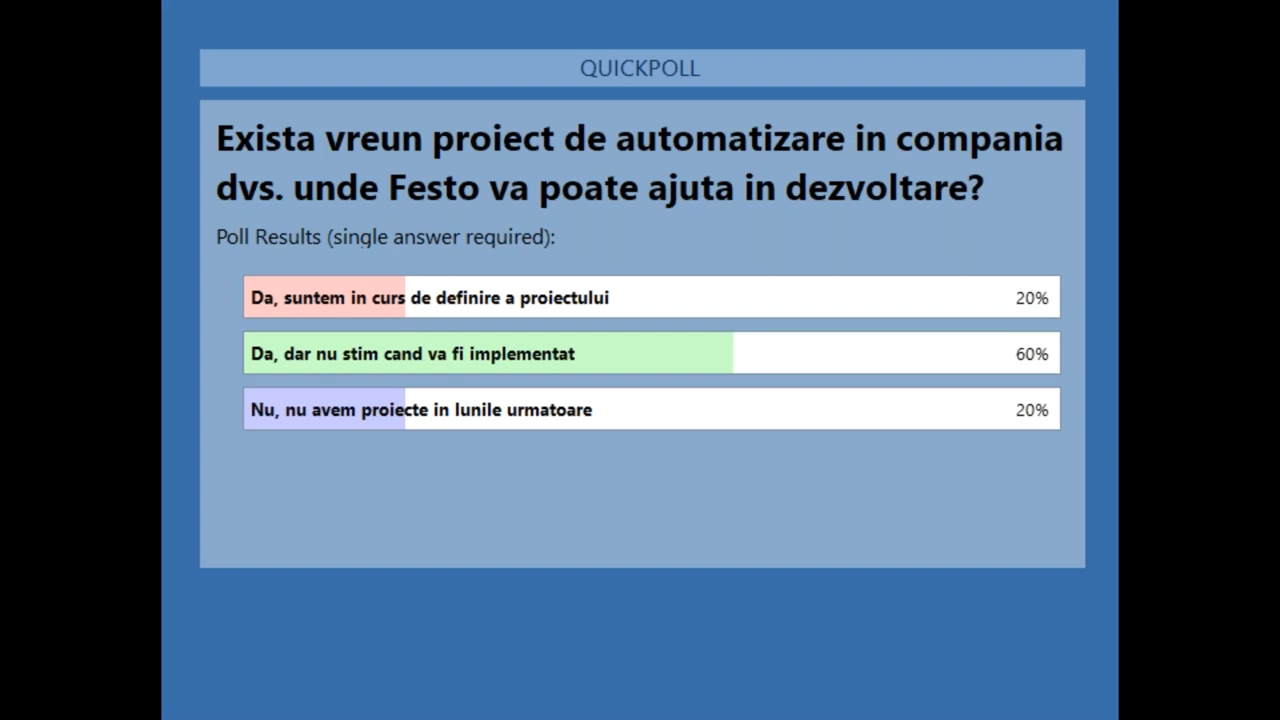 QUICKPOLL
Exista vreun proiect de automatizare in compania
dvs. unde Festo va poate ajuta in dezvoltare?
Poll Results (single answer required):
Da, suntem in curs de definire a proiectului 20%
Da, dar nu stim cand va fi implementat 60%
Nu, nu avem proiecte in lunile urmatoare 20%